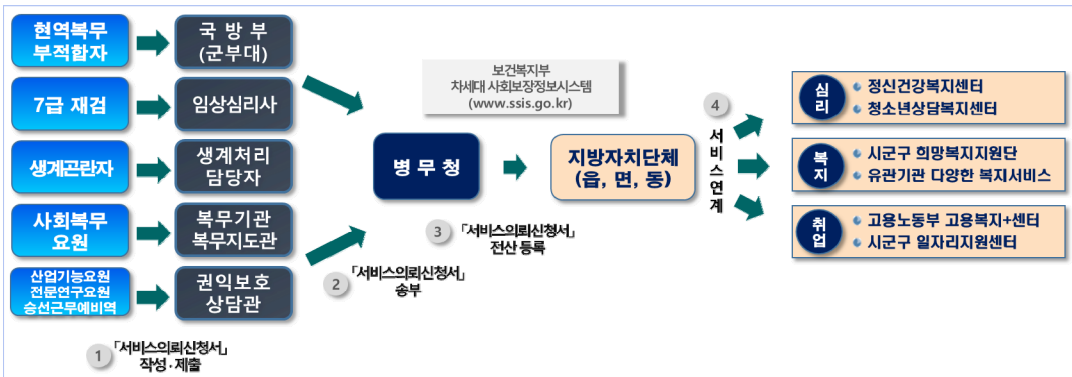 현역복무
부적합자
국 방 부
(군부대)
7급 재검
임상심리사
생계곤란자
생계처리
담당자
사회복무
요원
복무기관
복무지도관
산업기능요원
전문연구요원
승선근무예비역
권익보호
상담관
1 「서비스의뢰신청서」
작성·제출
2 「서비스의뢰신청서」
송부
보건복지부
차세대 사회보장정보시스템
(www.ssis.go.kr)
병 무 청
3 「서비스의뢰신청서」
전산 등록
지방자치단체
(읍, 면, 동)
4
서비스연계
심리
정신건강복지센터
청소년상담복지센터
복지
시군구 희망복지지원단
유관기관 다양한 복지서비스
취업
고용노동부 고용복지+센터
시군구 일자리지원센터